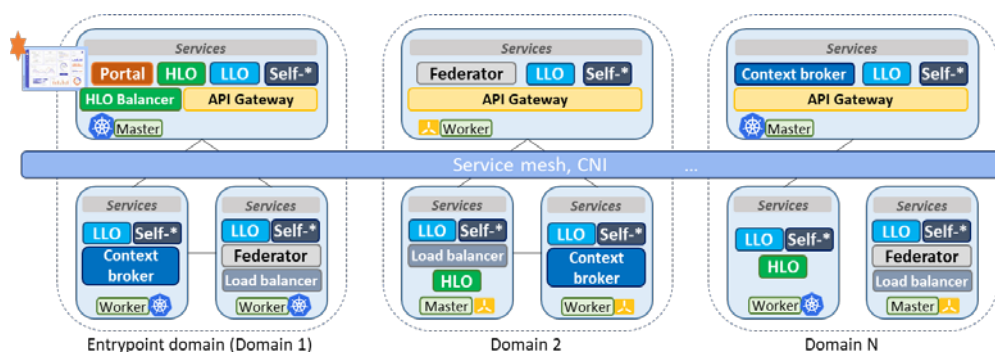 Services
Portal HLO LLO Self-*
HLO Balancer API Gateway
Master
Services
Federator LLO Self-*
API Gateway
Worker
Services
Context broker LLO Self-*
API Gateway
Master
Service mesh, CNI ...
Services
LLO Self-*
Context
broker
Worker
Services
LLO Self-*
Federator
Load balancer
Worker
Services
LLO Self-*
Load balancer
HLO
Master
Services
LLO Self-*
Context
broker
Worker
Services
LLO Self-*
HLO
Worker
Services
LLO Self-*
Federator
Load balancer
Master
Entrypoint domain (Domain 1)
Domain 2
Domain N